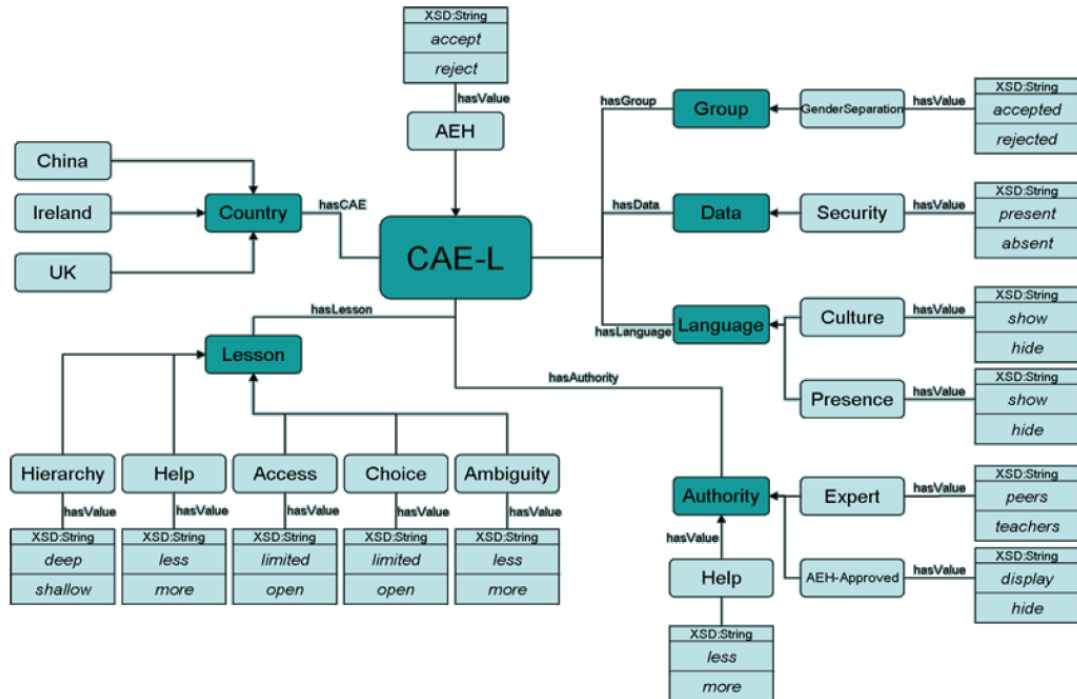 XSD:String
accept
reject
hasValue
AEH
hasGroup
Group
GenderSeparation
hasValue
XSD:String
accepted
rejected
China
Ireland
UK
Country
hasCAE
CAE-L
hasData
Data
Security
hasValue
XSD:String
present
absent
hasLanguage
Language
Culture
hasValue
XSD:String
show
hide
Presence
hasValue
XSD:String
show
hide
hasLesson
Lesson
hasAuthority
Hierarchy
Help
Access
Choice
Ambiguity
hasValue
hasValue
hasValue
hasValue
hasValue
XSD:String
deep
shallow
XSD:String
less
more
XSD:String
limited
open
XSD:String
limited
open
XSD:String
less
more
Authority
Expert
hasValue
XSD:String
peers
teachers
AEH-Approved
hasValue
XSD:String
display
hide
hasValue
Help
XSD:String
less
more